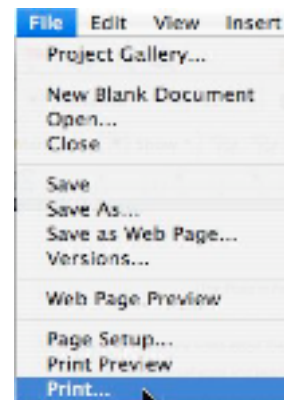 File Edit View Insert
Project Gallery...
New Blank Document
Open...
Close
Save
Save As...
Save as Web Page...
Versions...
Web Page Preview
Page Setup...
Print Preview
Print...